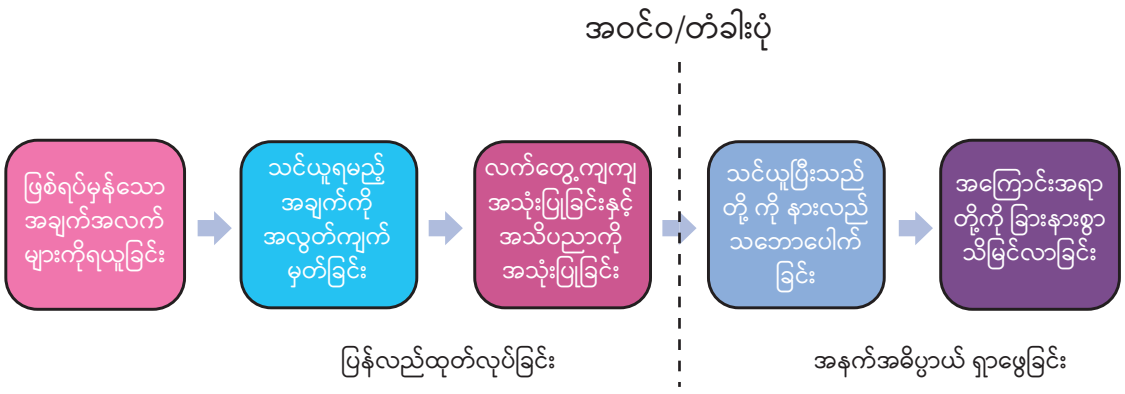 အဝင်ဝ/တံခါးပုံ
ဖြစ်ရပ်မှန်သော
အချက်အလက်
များကိုရယူခြင်း
သင်ယူရမည့်
အချက်ကို
အလွတ်ကျက်
မှတ်ခြင်း
လက်တွေ့ကျကျ
အသုံးပြုခြင်းနှင့်
အသိပညာကို
အသုံးပြုခြင်း
သင်ယူပြီးသည်
တို့ ကို နားလည်
သဘောပေါက်
ခြင်း
အကြောင်းအရာ
တို့ကို ခြားနားစွာ
သိမြင်လာခြင်း
ပြန်လည်ထုတ်လုပ်ခြင်း
အနက်အဓိပ္ပာယ် ရှာဖွေခြင်း